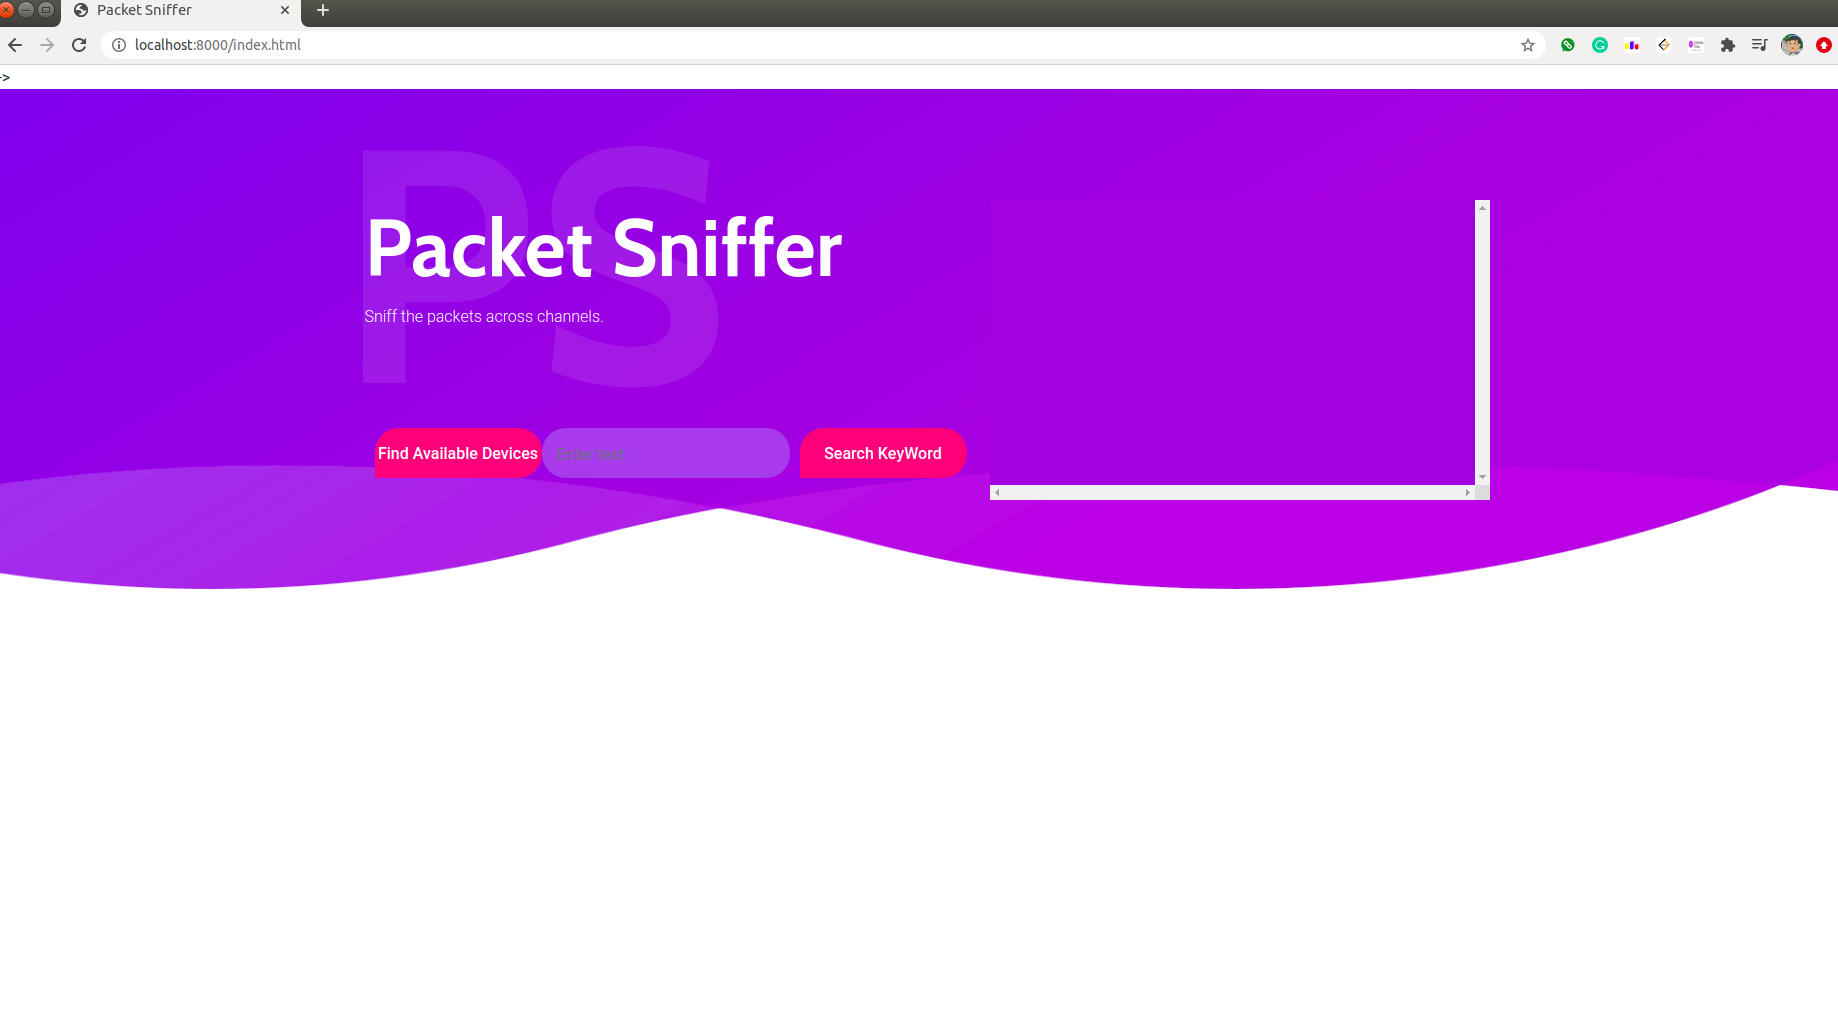 Packet Sniffer
localhost:8000/index.html
->
PS
Packet Sniffer
Sniff the packets across channels.
Find Available Devices
Enter text
Search KeyWord